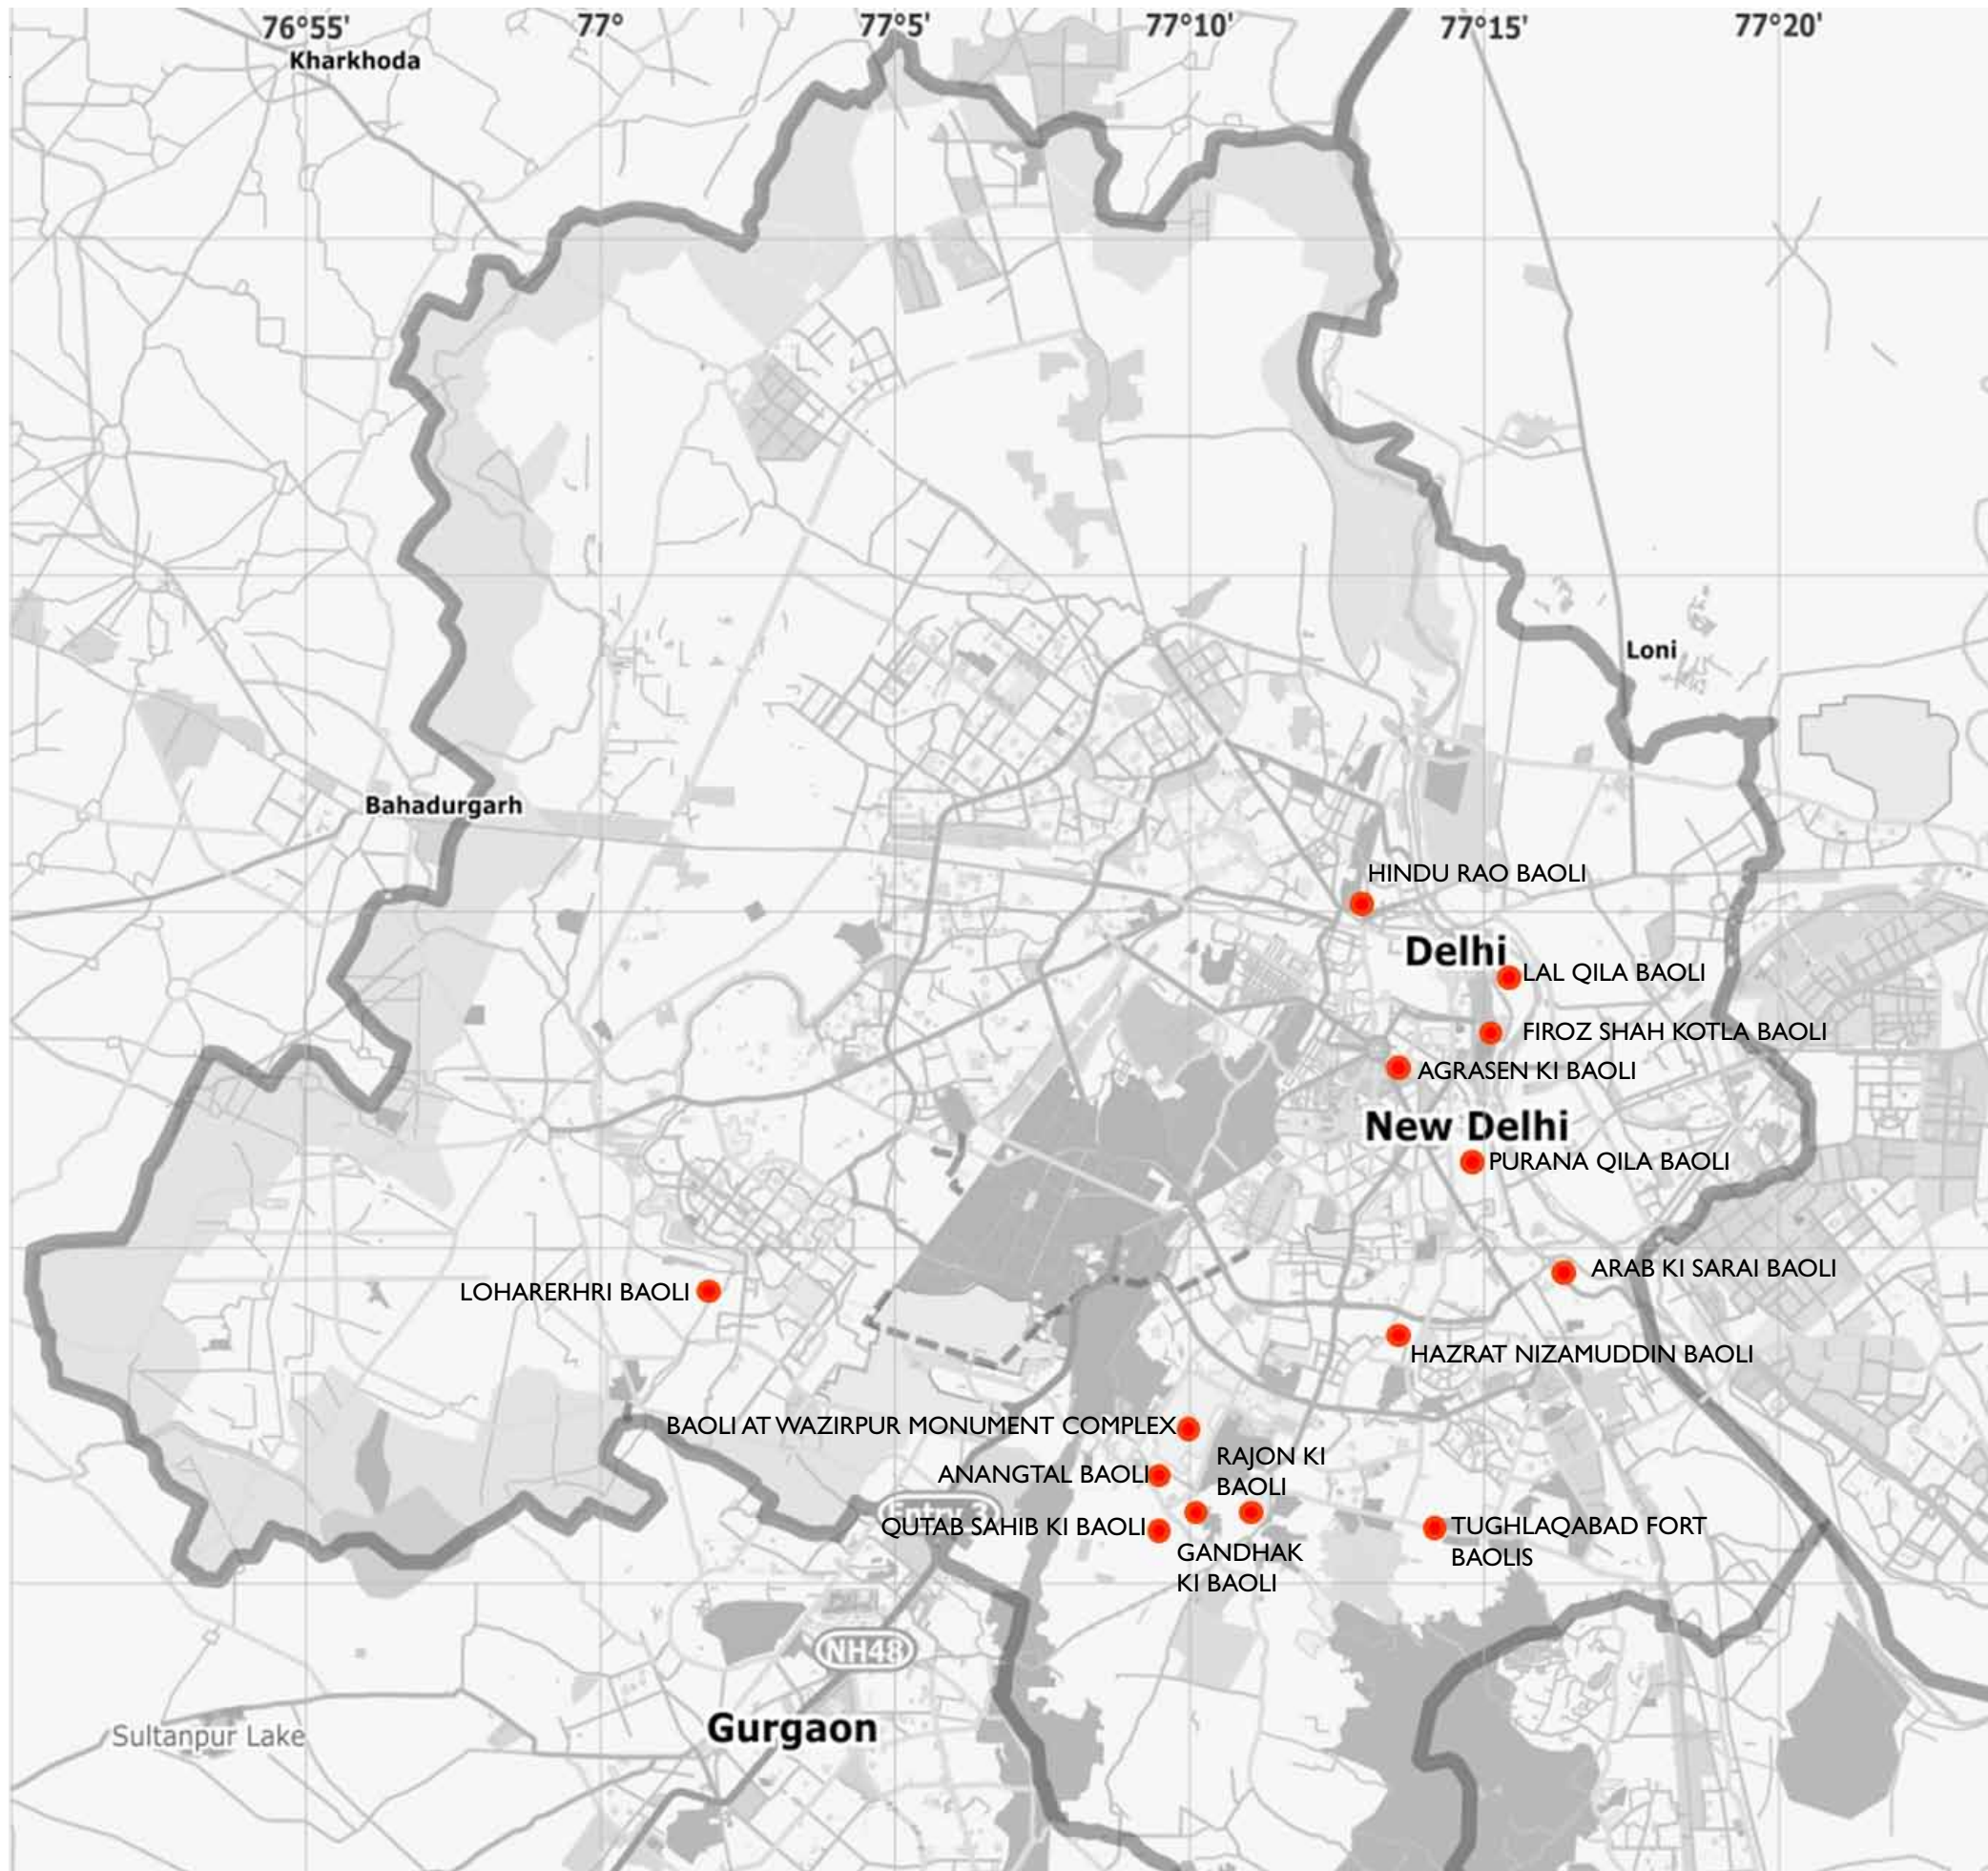 76°55'
77°
77°5'
77°10'
77°15'
77°20'
Kharkhoda
Loni
Bahadurgarh
HINDU RAO BAOLI
Delhi
LAL QILA BAOLI
FIROZ SHAH KOTLA BAOLI
AGRASEN KI BAOLI
New Delhi
PURANA QILA BAOLI
ARAB KI SARAI BAOLI
LOHARERHRI BAOLI
HAZRAT NIZAMUDDIN BAOLI
BAOLI AT WAZIRPUR MONUMENT COMPLEX
RAJON KI
BAOLI
ANANGTAL BAOLI
Entry 3
QUTAB SAHIB KI BAOLI
TUGHLAQABAD FORT
BAOLIS
GANDHAK
KI BAOLI
NH48
Gurgaon
Sultanpur Lake